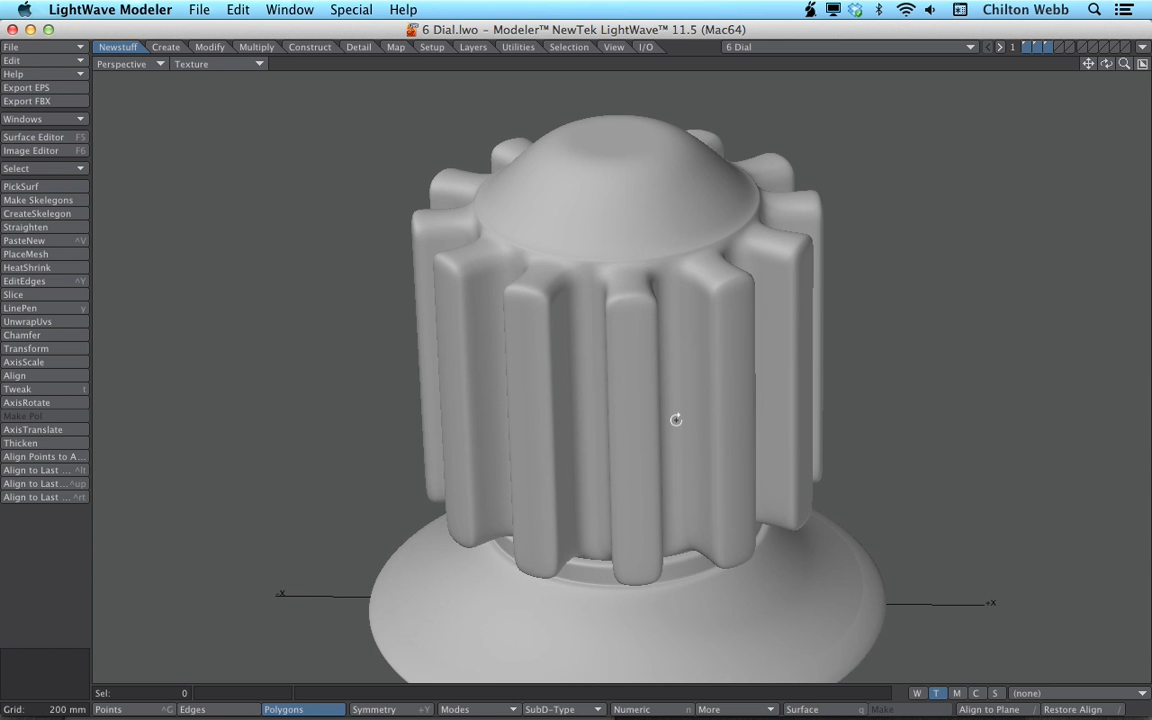 LightWave Modeler File Edit Window Special Help Chilton Webb
6 Dial.lwo - Modeler™ NewTek LightWave™ 11.5 (Mac64)
File Newstuff Create Modify Multiply Construct Detail Map Setup Layers Utilities Selection View I/O 6 Dial 1
Edit Perspective Texture
Help
Export EPS
Export FBX
Windows
Surface Editor F5
Image Editor F6
Select
PickSurf
Make Skelegons
CreateSkelegon
Straighten
PasteNew ^V
PlaceMesh
HeatShrink
EditEdges ^Y
Slice
LinePen y
UnwrapUvs
Chamfer
Transform
AxisScale
Align
Tweak t
AxisRotate
Make Pol
AxisTranslate
Thicken
Align Points to A...
Align to Last ... ^lt
Align to Last... ^up
Align to Last ... ^rt
-X
+X
Sel: 0 W T M C S (none)
Grid: 200 mm Points ^G Edges Polygons Symmetry +Y Modes SubD-Type Numeric n More Surface q Make Align to Plane Restore Align